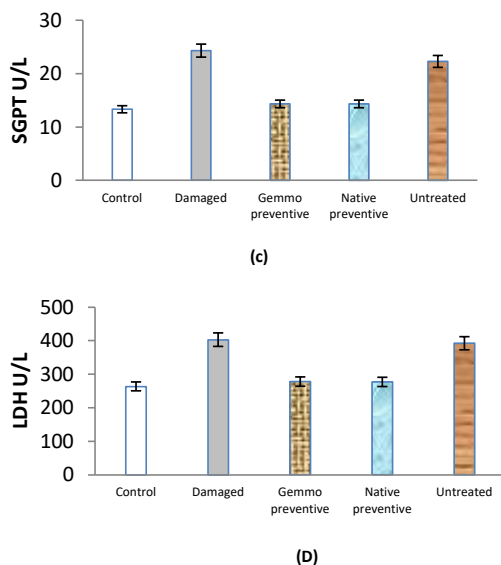 SGPT U/L
30
20
10
0
Control Damaged Gemmo preventive Native preventive Untreated
(c)
LDH U/L
500
400
300
200
100
0
Control Damaged Gemmo preventive Native preventive Untreated
(D)